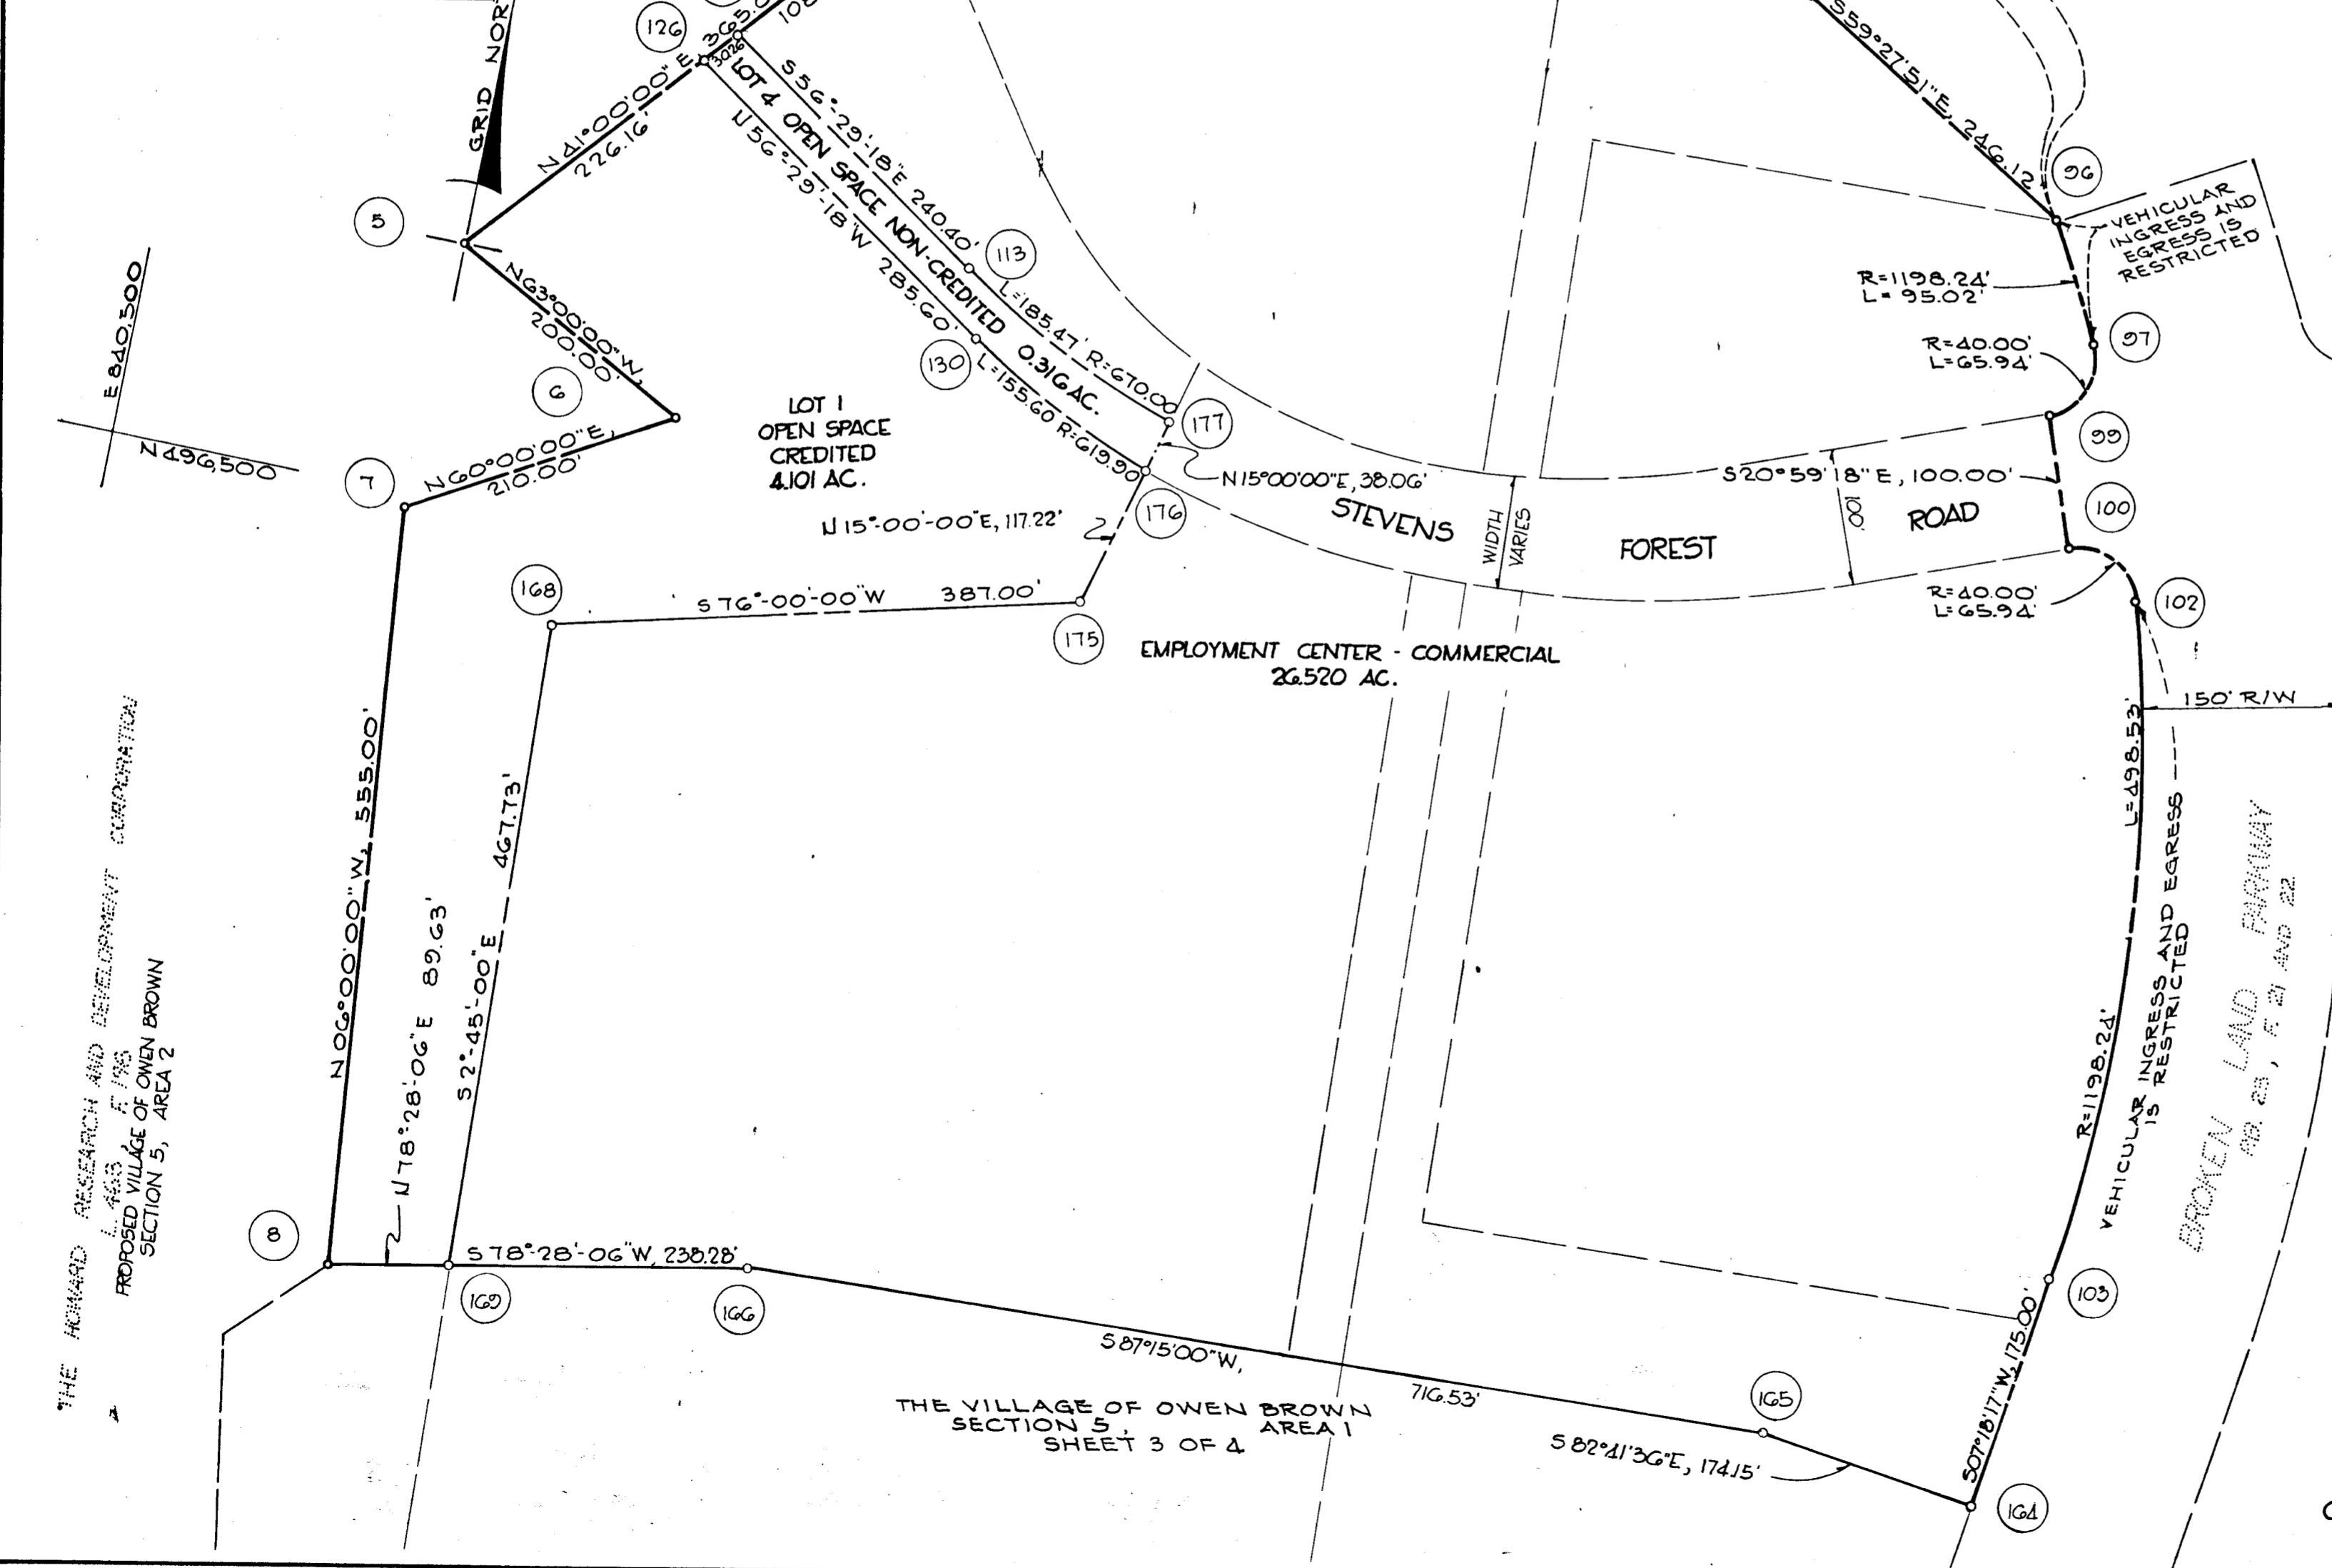 126
365.0
GRID NOR
N41°00'00"E
226.16'
30.26
LOT 4 OPEN SPACE NON-CREDITED 0.316 AC.
S56°-29'-18"E 240.40'
N56°-29'-18"W 285.60'
113
L=185.47' R=670.00
130
L=155.60 R=619.90
177
176
N15°00'00"E, 38.06'
N15°-00'-00"E, 117.22'
5
N63°00'00"W,
200.00'
6
E 840,500
N 496,500
7
N60°00'00"E,
210.00'
LOT 1
OPEN SPACE
CREDITED
4.101 AC.
S59°27'51"E, 246.12'
96
VEHICULAR
INGRESS AND
EGRESS IS
RESTRICTED
R=1198.24'
L= 95.02'
97
R=40.00'
L=65.94'
99
S20°59'18"E, 100.00'
100
100'
STEVENS
WIDTH
VARIES
FOREST
ROAD
R=40.00'
L=65.94'
102
168
S76°-00'-00"W 387.00'
175
EMPLOYMENT CENTER - COMMERCIAL
26.520 AC.
150' R/W
L=498.53'
R=1198.24'
VEHICULAR INGRESS AND EGRESS
IS RESTRICTED
BROKEN LAND PARKWAY
P.B. 23, F. 21 AND 22
N06°00'00"W, 555.00'
N78°-28'-06"E 89.63'
S2°-45'-00"E 467.73'
THE HOWARD RESEARCH AND DEVELOPMENT CORPORATION
L. 463 F. 198
PROPOSED VILLAGE OF OWEN BROWN
SECTION 5, AREA 2
8
169
S78°-28'-06"W, 238.28'
166
S87°15'00"W,
716.53'
THE VILLAGE OF OWEN BROWN
SECTION 5, AREA 1
SHEET 3 OF 4
165
S82°41'36"E, 174.15'
103
S07°18'17"W, 175.00'
164